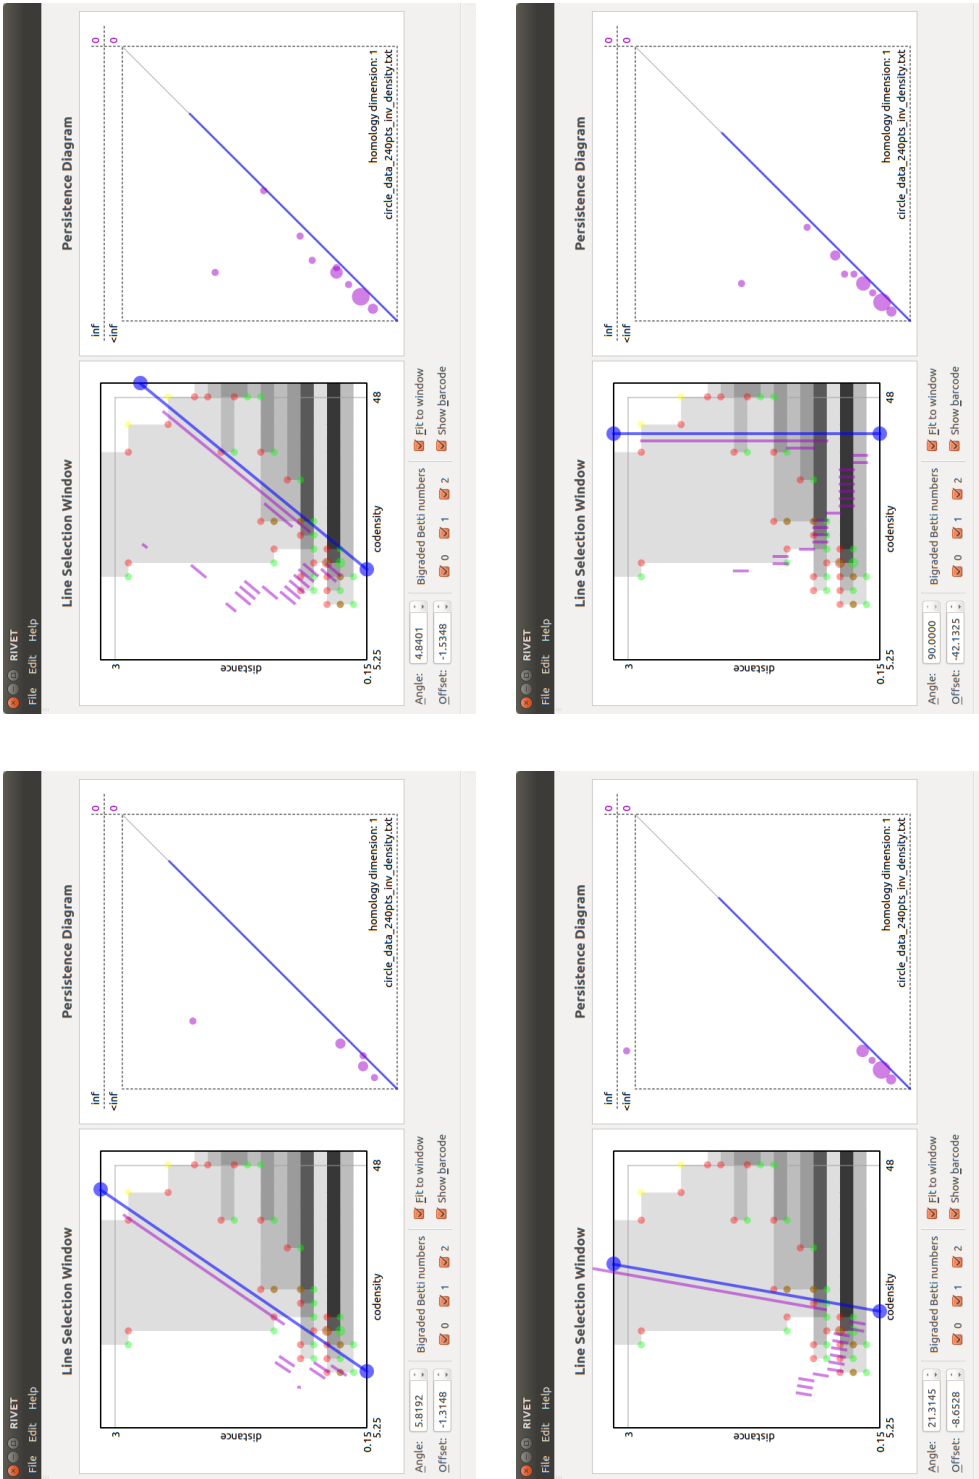 RIVET
File Edit Help
Line Selection Window
Persistence Diagram
3
distance
0.15.25
codensity
48
inf
0
<inf
0
homology dimension: 1
circle_data_240pts_inv_density.txt
Angle: 5.8192
Bigraded Betti numbers
Fit to window
Offset: -1.3148
0 1 2
Show barcode
RIVET
File Edit Help
Line Selection Window
Persistence Diagram
3
distance
0.15.25
codensity
48
inf
0
<inf
0
homology dimension: 1
circle_data_240pts_inv_density.txt
Angle: 4.8401
Bigraded Betti numbers
Fit to window
Offset: -1.5348
0 1 2
Show barcode
RIVET
File Edit Help
Line Selection Window
Persistence Diagram
3
distance
0.15.25
codensity
48
inf
0
<inf
0
homology dimension: 1
circle_data_240pts_inv_density.txt
Angle: 21.3145
Bigraded Betti numbers
Fit to window
Offset: -8.6528
0 1 2
Show barcode
RIVET
File Edit Help
Line Selection Window
Persistence Diagram
3
distance
0.15.25
codensity
48
inf
0
<inf
0
homology dimension: 1
circle_data_240pts_inv_density.txt
Angle: 90.0000
Bigraded Betti numbers
Fit to window
Offset: -42.1325
0 1 2
Show barcode